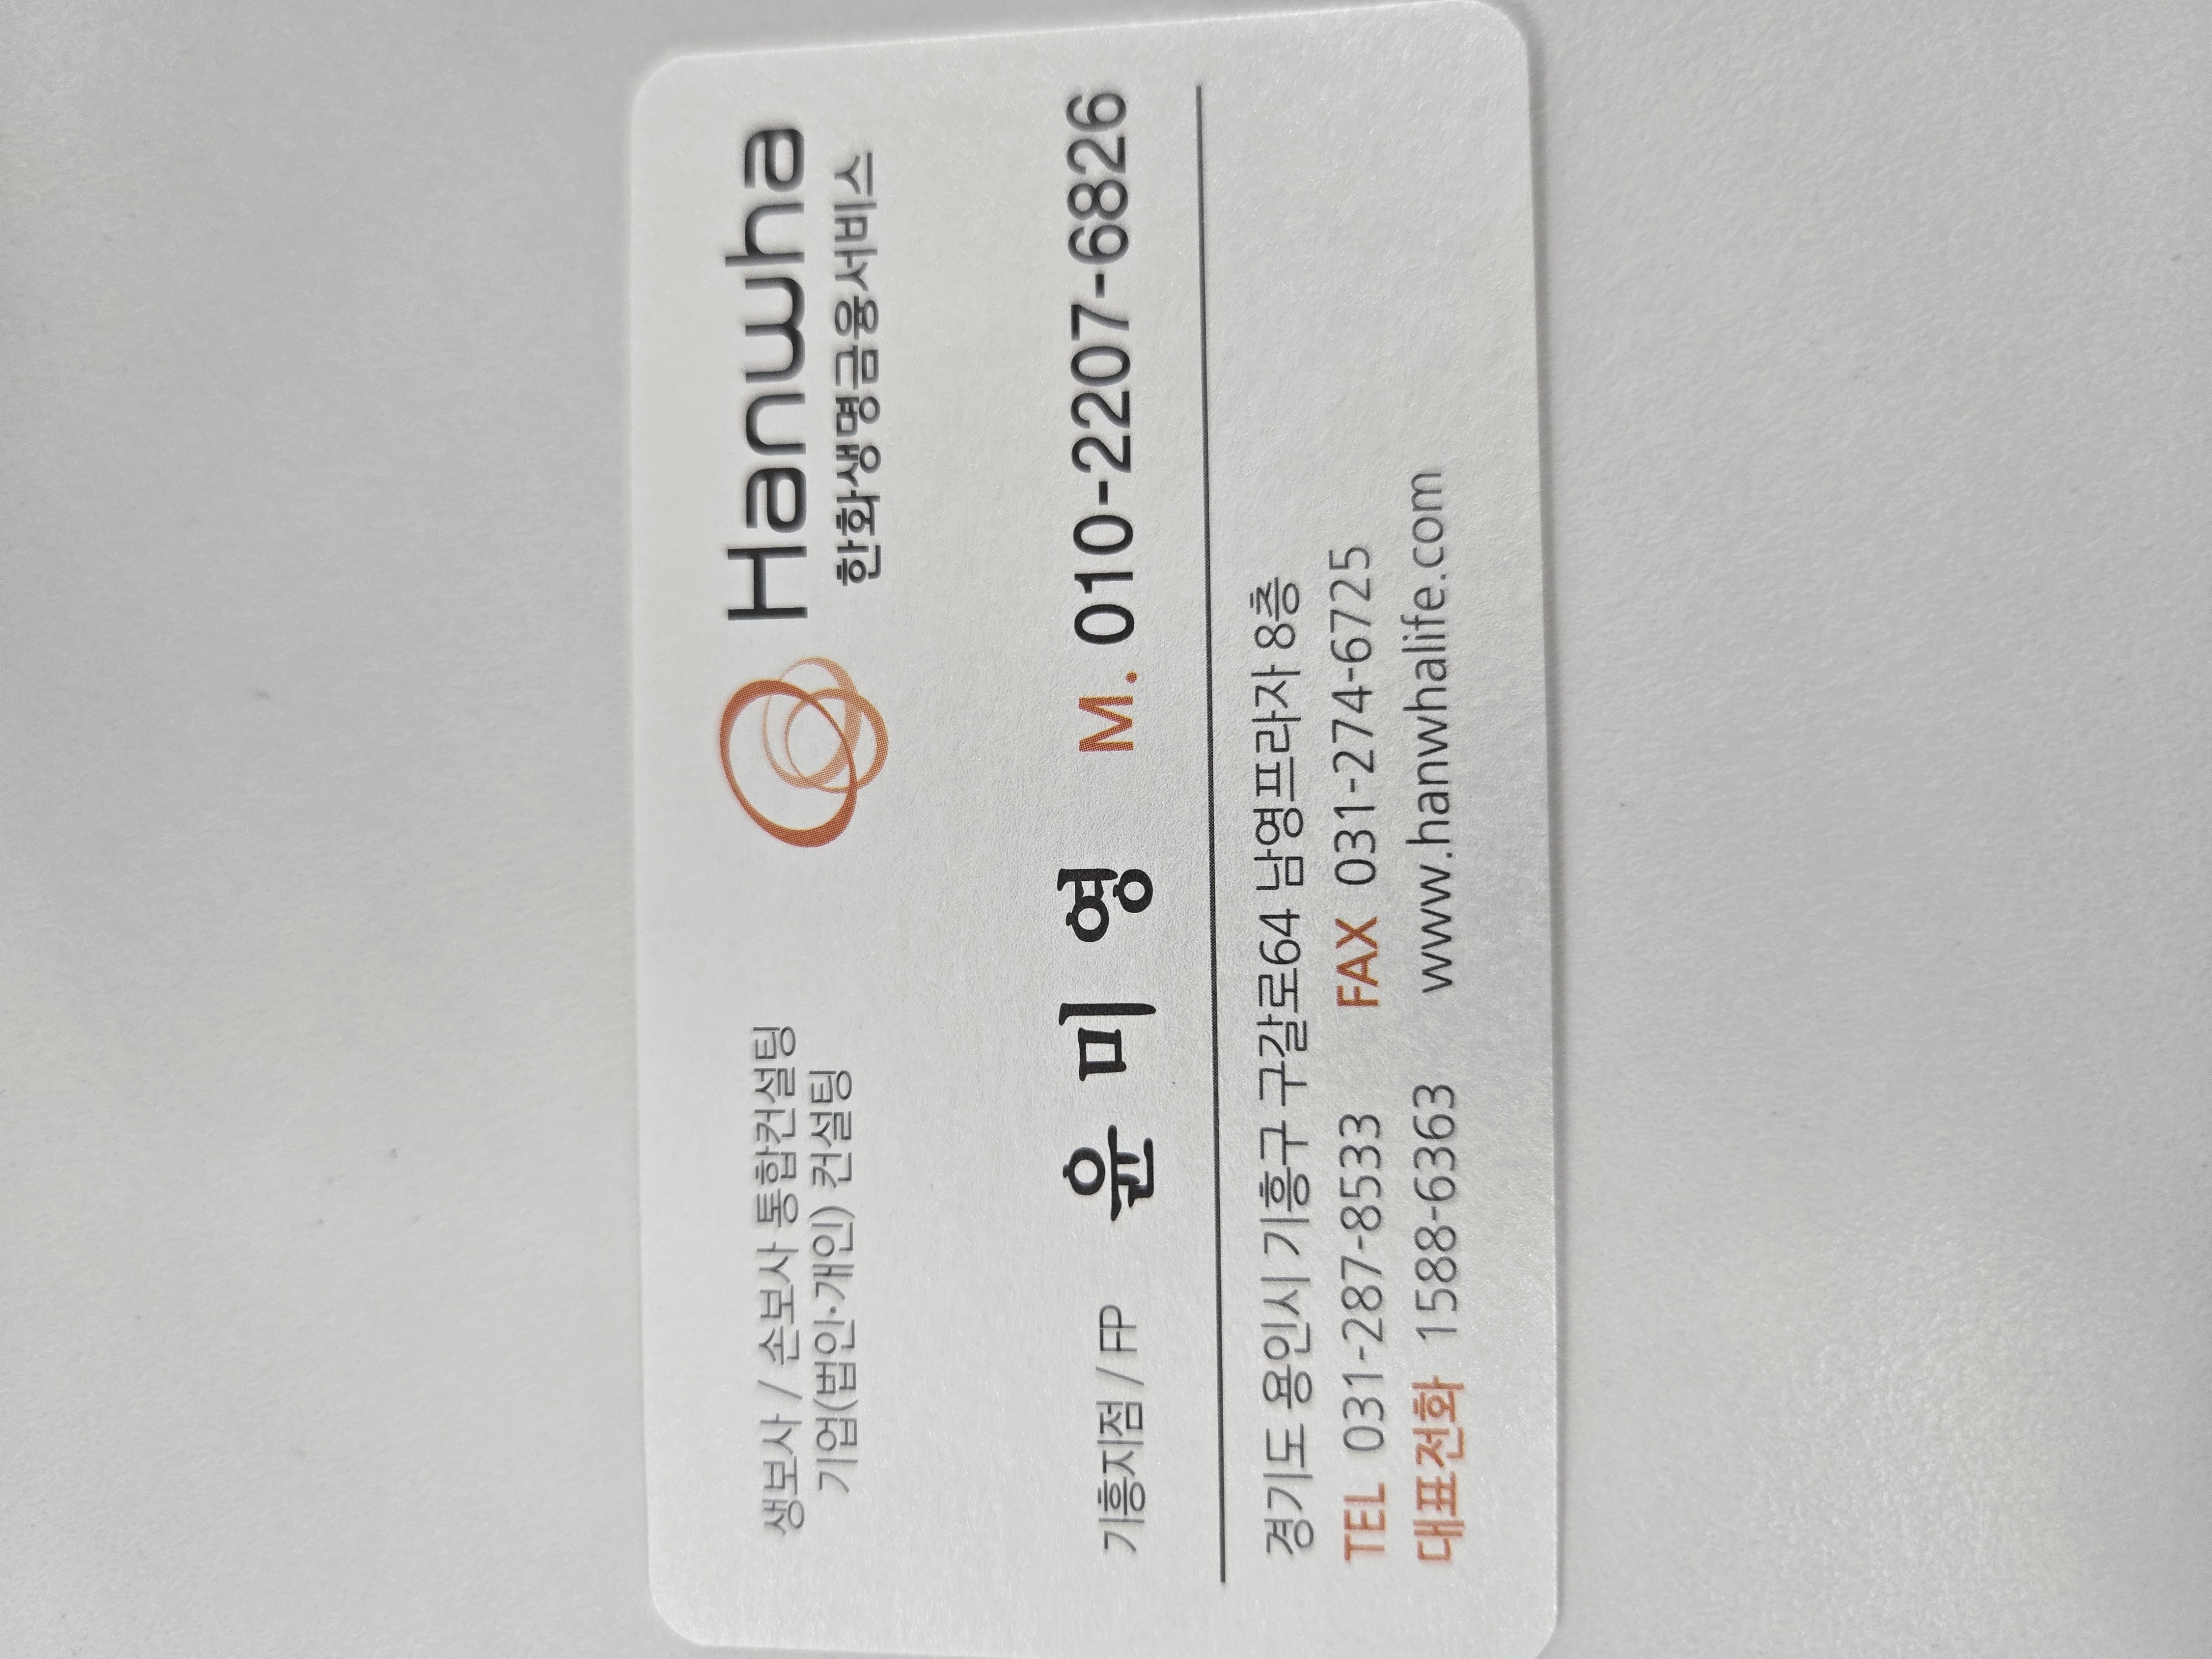 생보사 / 손보사 통합컨설팅
기업(법인·개인) 컨설팅
Hanwha
한화생명금융서비스
기흥지점 / FP 윤미영 M. 010-2207-6826
경기도 용인시 기흥구 구갈로64 남영프라자 8층
TEL 031-287-8533 FAX 031-274-6725
대표전화 1588-6363 www.hanwhalife.com